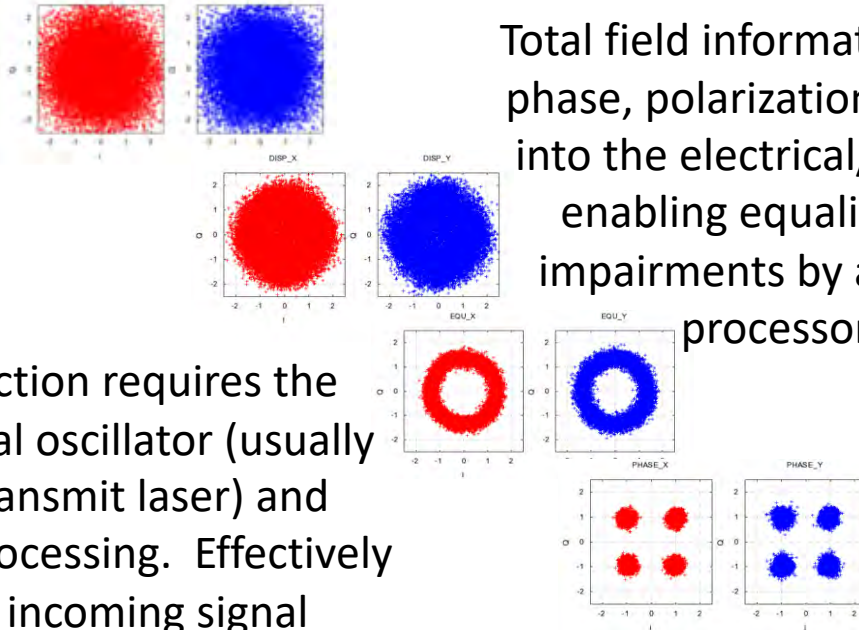 Total field informat
phase, polarization
into the electrical,
enabling equali
impairments by a
processor
DISP_X
DISP_Y
EQU_X
EQU_Y
ction requires the
al oscillator (usually
ansmit laser) and
ocessing. Effectively
incoming signal
PHASE_X
PHASE_Y